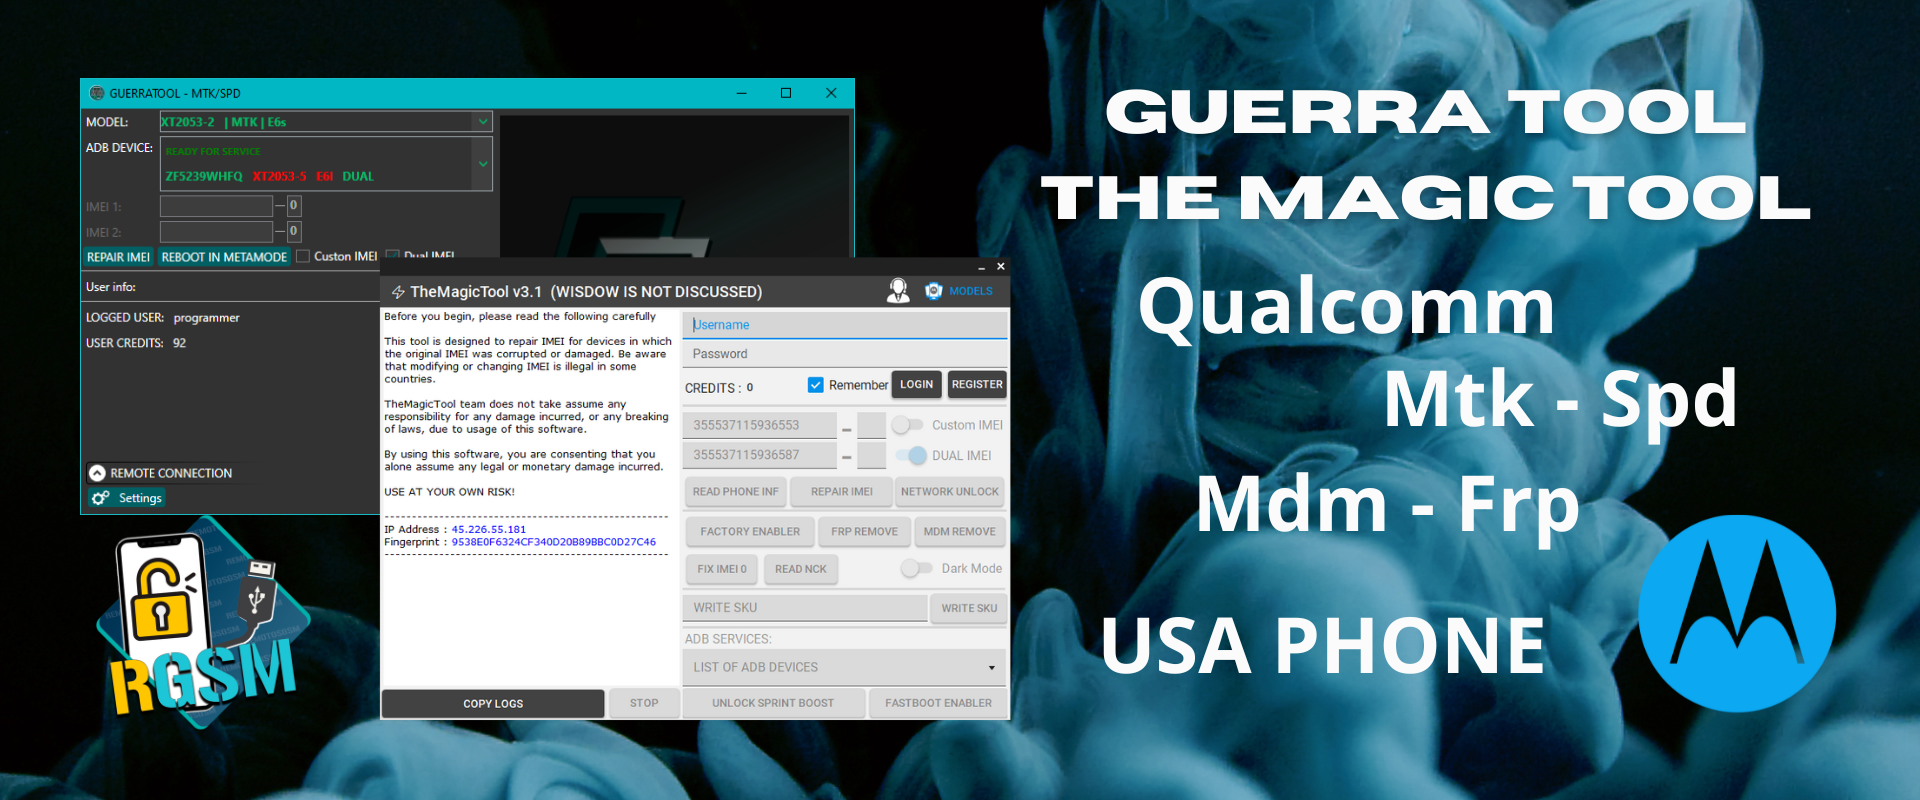 GUERRATOOL - MTK/SPD
MODEL: XT2053-2 | MTK | E6s
ADB DEVICE: READY FOR SERVICE
ZF5239WHFQ XT2053-5 E6I DUAL
IMEI 1: 0
IMEI 2: 0
REPAIR IMEI REBOOT IN METAMODE Custon IMEI Dual IMEI
User info:
LOGGED USER: programmer
USER CREDITS: 92
REMOTE CONNECTION
Settings
RGSM
TheMagicTool v3.1 (WISDOW IS NOT DISCUSSED)
MODELS
Before you begin, please read the following carefully
This tool is designed to repair IMEI for devices in which
the original IMEI was corrupted or damaged. Be aware
that modifying or changing IMEI is illegal in some
countries.
TheMagicTool team does not take assume any
responsibility for any damage incurred, or any breaking
of laws, due to usage of this software.
By using this software, you are consenting that you
alone assume any legal or monetary damage incurred.
USE AT YOUR OWN RISK!
IP Address : 45.226.55.181
Fingerprint : 9538E0F6324CF340D20B89BBC0D27C46
Username
Password
CREDITS : 0 Remember LOGIN REGISTER
355537115936553 – Custom IMEI
355537115936587 – DUAL IMEI
READ PHONE INF REPAIR IMEI NETWORK UNLOCK
FACTORY ENABLER FRP REMOVE MDM REMOVE
FIX IMEI 0 READ NCK Dark Mode
WRITE SKU WRITE SKU
ADB SERVICES:
LIST OF ADB DEVICES
COPY LOGS STOP UNLOCK SPRINT BOOST FASTBOOT ENABLER
GUERRA TOOL
THE MAGIC TOOL
Qualcomm
Mtk - Spd
Mdm - Frp
USA PHONE